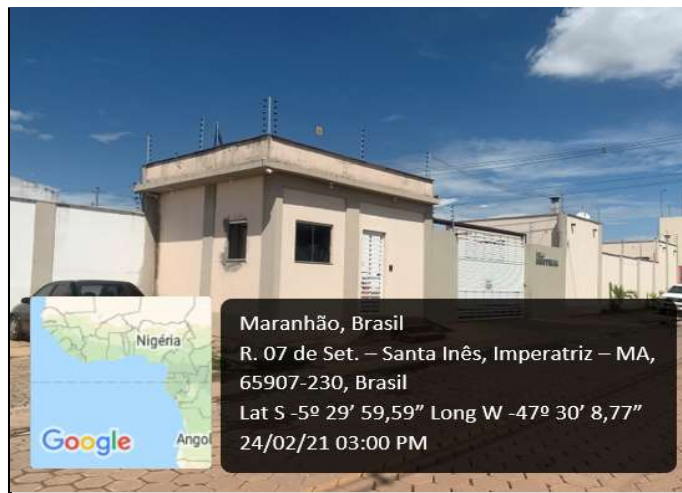 Maranhão, Brasil
R. 07 de Set. – Santa Inês, Imperatriz – MA,
65907-230, Brasil
Lat S -5º 29’ 59,59” Long W -47º 30’ 8,77”
24/02/21 03:00 PM
Nigéria
Google
Angol